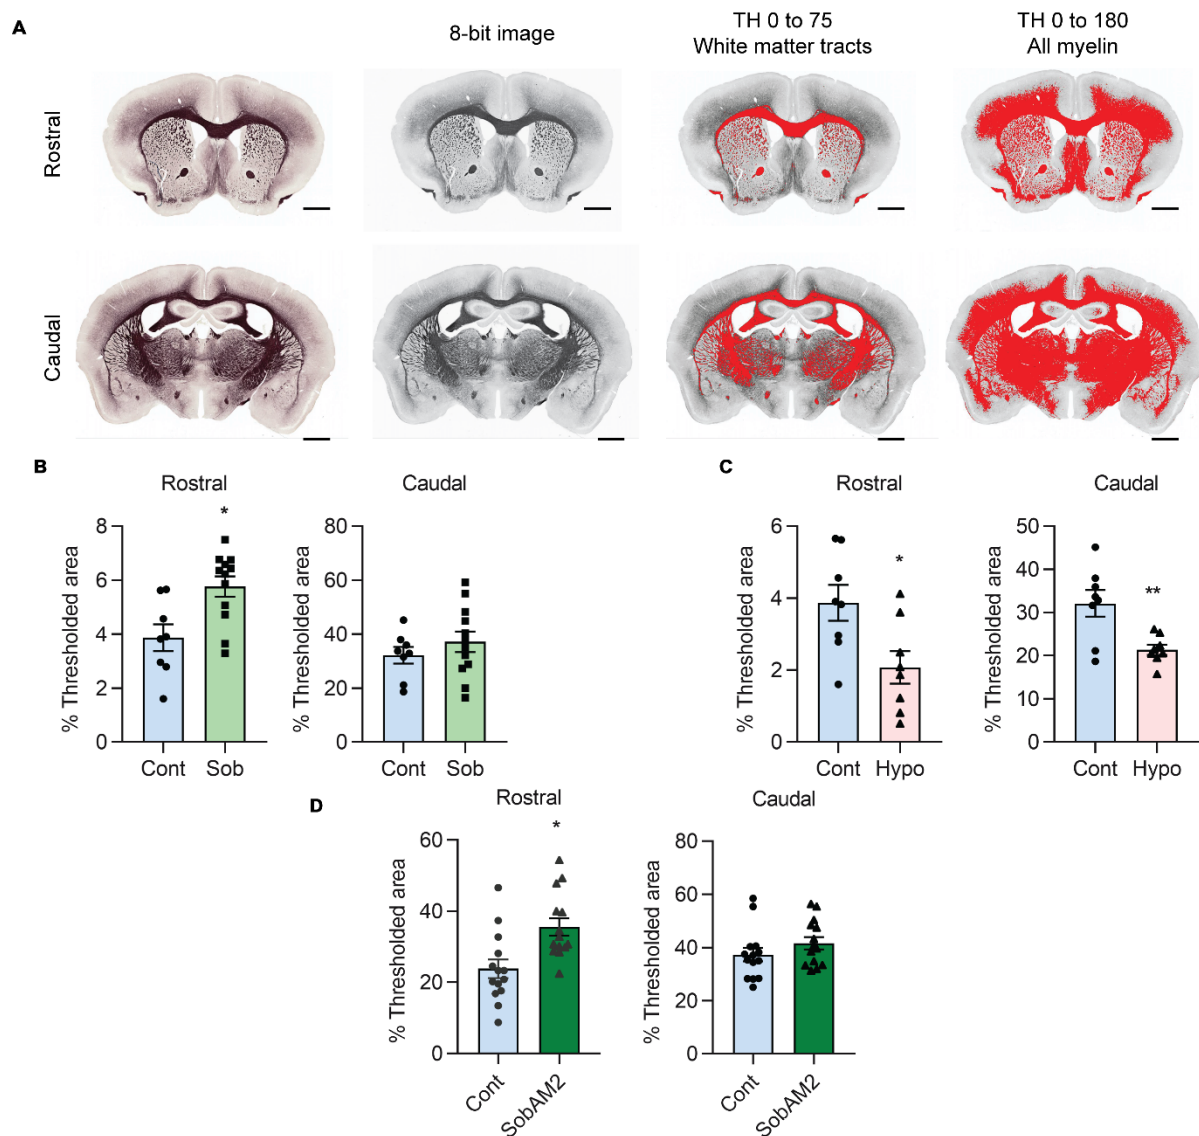 A
8-bit image
TH 0 to 75
White matter tracts
TH 0 to 180
All myelin
Rostral
Caudal
B
Rostral
*
% Thresholded area
8
6
4
2
0
Cont Sob
Caudal
% Thresholded area
80
60
40
20
0
Cont Sob
C
Rostral
*
% Thresholded area
6
4
2
0
Cont Hypo
Caudal
**
% Thresholded area
50
40
30
20
10
0
Cont Hypo
D
Rostral
*
% Thresholded area
60
40
20
0
Cont SobAM2
Caudal
% Thresholded area
80
60
40
20
0
Cont SobAM2